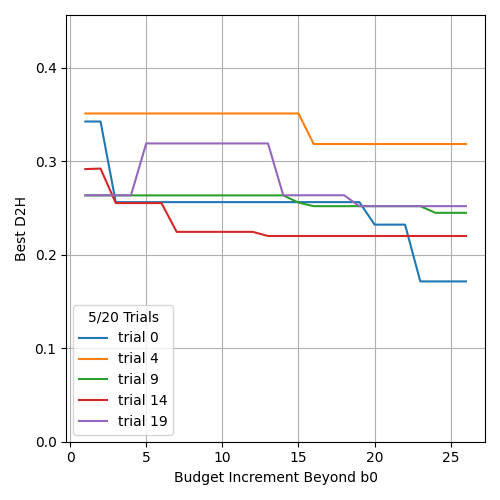 Best D2H
0.4
0.3
0.2
0.1
0.0
5/20 Trials
trial 0
trial 4
trial 9
trial 14
trial 19
0 5 10 15 20 25
Budget Increment Beyond b0